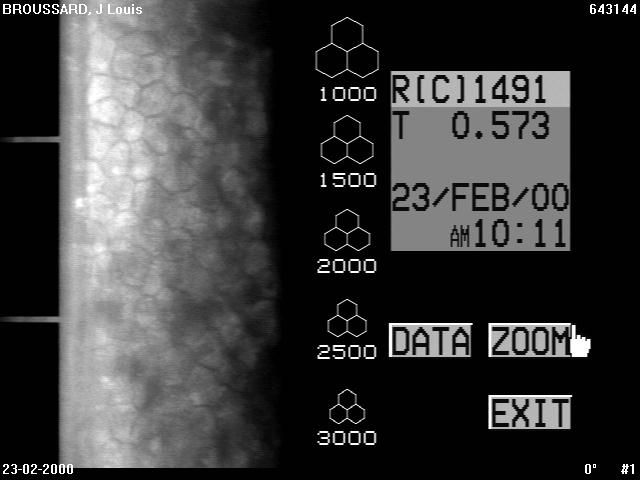 BROUSSARD, J Louis
643144
1000
1500
2000
2500
3000
R[C]1491
T 0.573
23/FEB/00
AM10:11
DATA ZOOM
EXIT
23-02-2000
0° #1